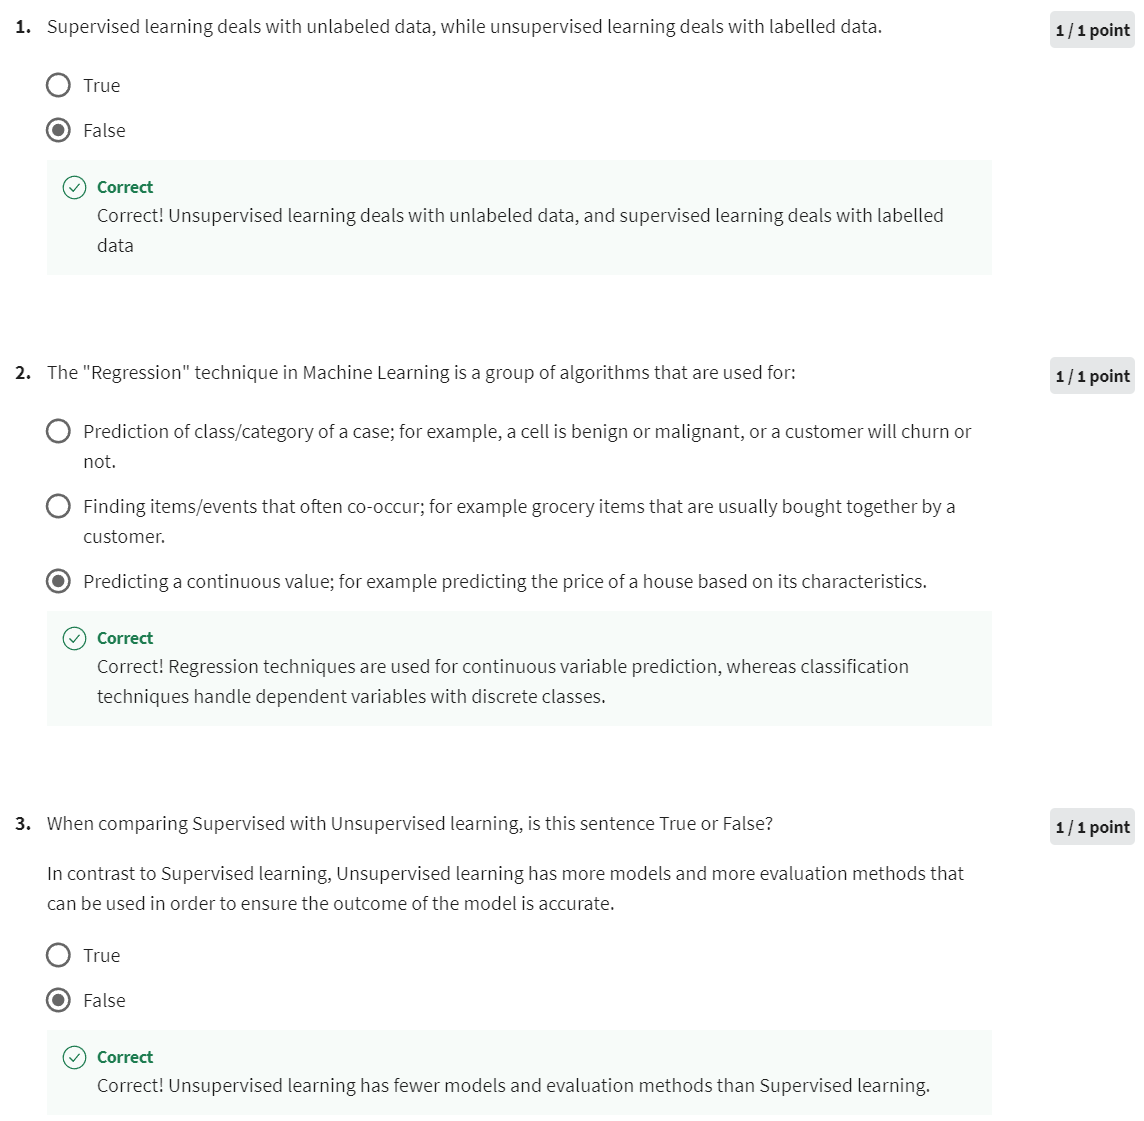 1. Supervised learning deals with unlabeled data, while unsupervised learning deals with labelled data.
1 / 1 point
True
False
Correct
Correct! Unsupervised learning deals with unlabeled data, and supervised learning deals with labelled
data
2. The "Regression" technique in Machine Learning is a group of algorithms that are used for:
1 / 1 point
Prediction of class/category of a case; for example, a cell is benign or malignant, or a customer will churn or
not.
Finding items/events that often co-occur; for example grocery items that are usually bought together by a
customer.
Predicting a continuous value; for example predicting the price of a house based on its characteristics.
Correct
Correct! Regression techniques are used for continuous variable prediction, whereas classification
techniques handle dependent variables with discrete classes.
3. When comparing Supervised with Unsupervised learning, is this sentence True or False?
1 / 1 point
In contrast to Supervised learning, Unsupervised learning has more models and more evaluation methods that
can be used in order to ensure the outcome of the model is accurate.
True
False
Correct
Correct! Unsupervised learning has fewer models and evaluation methods than Supervised learning.